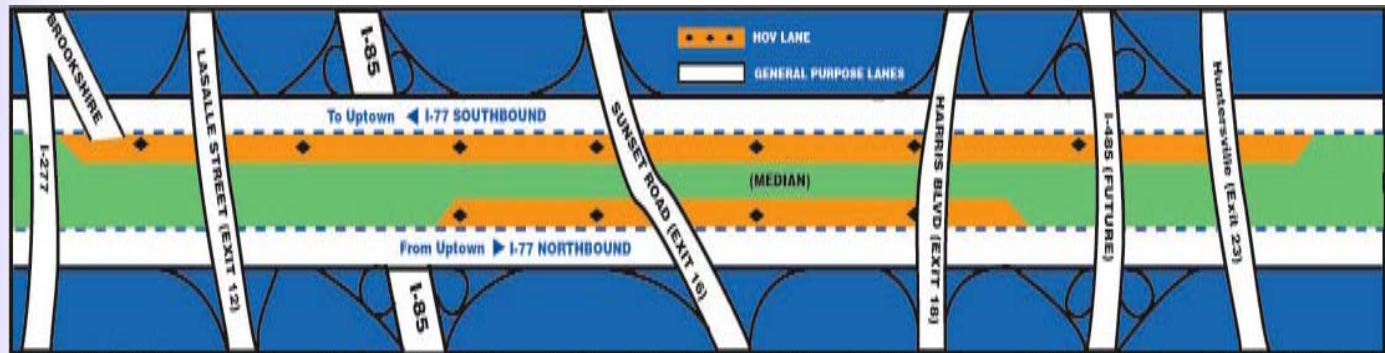 BROOKSHIRE
I-277
LASALLE STREET (EXIT 12)
I-85
To Uptown ◀ I-77 SOUTHBOUND
SUNSET ROAD (EXIT 16)
HOV LANE
GENERAL PURPOSE LANES
(MEDIAN)
HARRIS BLVD (EXIT 18)
I-485 (FUTURE)
Huntersville (Exit 23)
From Uptown ▶ I-77 NORTHBOUND
I-85